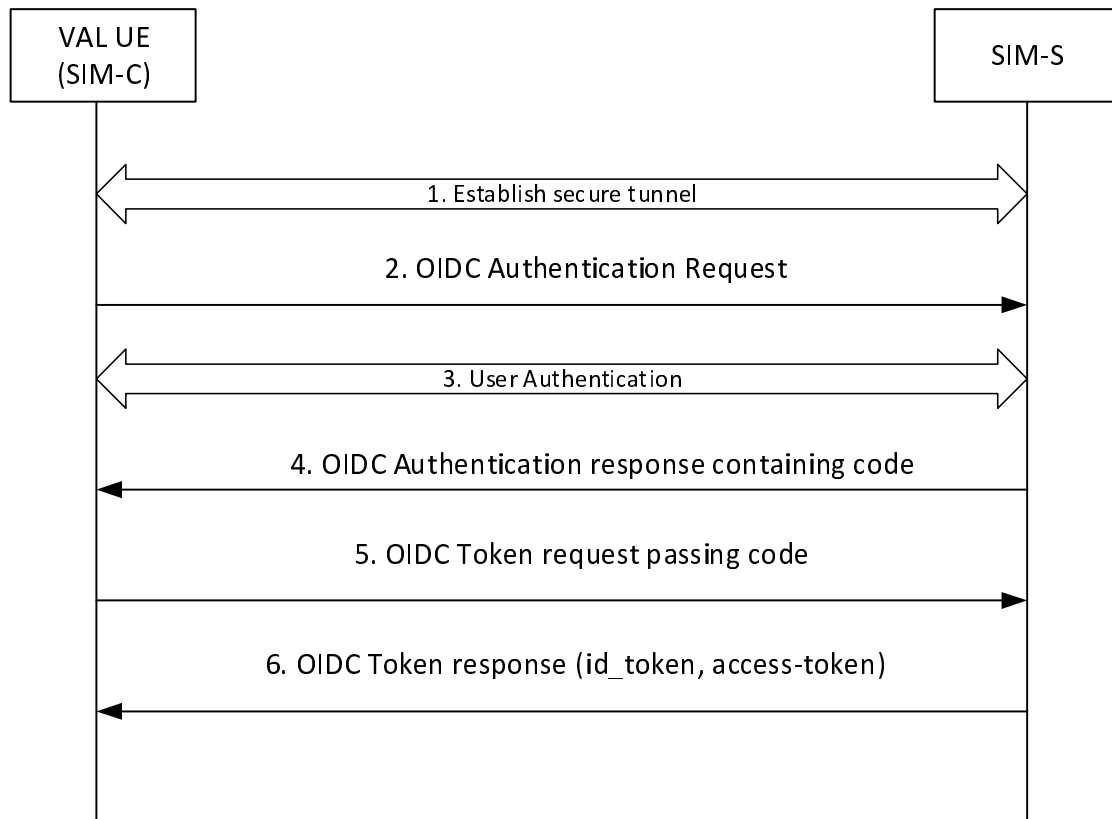 VAL UE
(SIM-C)
SIM-S
1. Establish secure tunnel
2. OIDC Authentication Request
3. User Authentication
4. OIDC Authentication response containing code
5. OIDC Token request passing code
6. OIDC Token response (id_token, access-token)